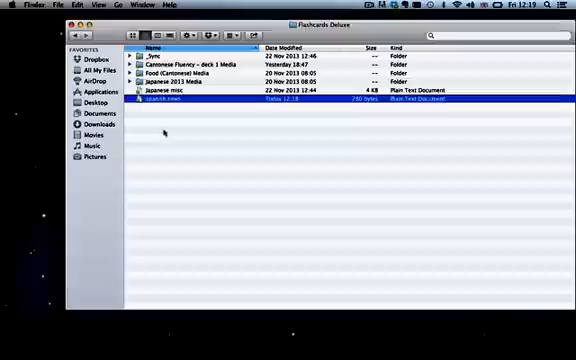 Finder File Edit View Go Window Help Fri 12:19
Flashcards Deluxe
FAVORITES
Dropbox
All My Files
AirDrop
Applications
Desktop
Documents
Downloads
Movies
Music
Pictures
Name Date Modified Size Kind
_Sync 22 Nov 2013 12:46 -- Folder
Cantonese Fluency - deck 1 Media Yesterday 18:47 -- Folder
Food (Cantonese) Media 20 Nov 2013 08:05 -- Folder
Japanese 2013 Media 20 Nov 2013 08:05 -- Folder
Japanese misc 22 Nov 2013 12:44 4 KB Plain Text Document
Today 12:18 780 bytes Plain Text Document